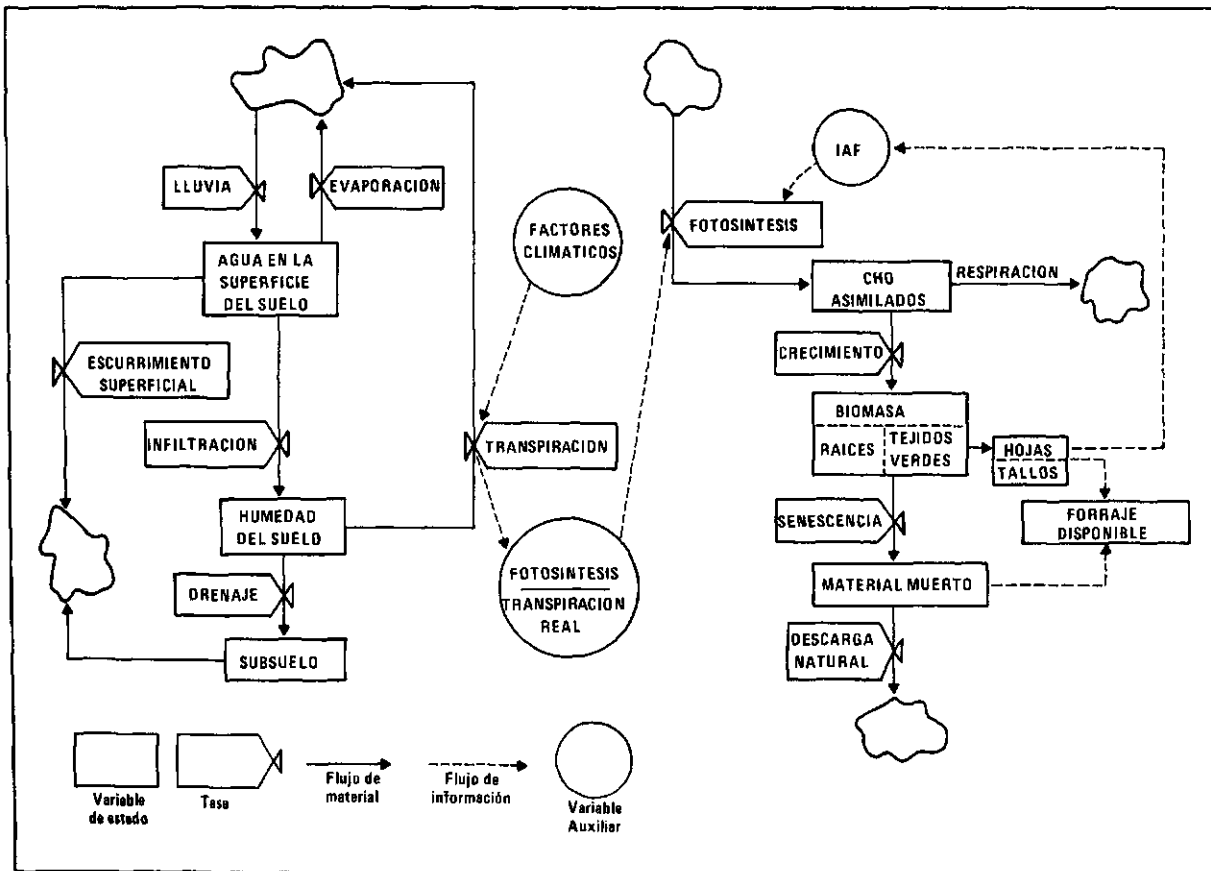 LLUVIA
EVAPORACION
AGUA EN LA
SUPERFICIE
DEL SUELO
ESCURRIMIENTO
SUPERFICIAL
INFILTRACION
HUMEDAD
DEL SUELO
DRENAJE
SUBSUELO
FACTORES
CLIMATICOS
TRANSPIRACION
FOTOSINTESIS
TRANSPIRACION
REAL
IAF
FOTOSINTESIS
CHO
ASIMILADOS
RESPIRACION
CRECIMIENTO
BIOMASA
RAICES
TEJIDOS
VERDES
HOJAS
TALLOS
SENESCENCIA
FORRAJE
DISPONIBLE
MATERIAL MUERTO
DESCARGA
NATURAL
Variable
de estado
Tasa
Flujo de
material
Flujo de
información
Variable
Auxiliar